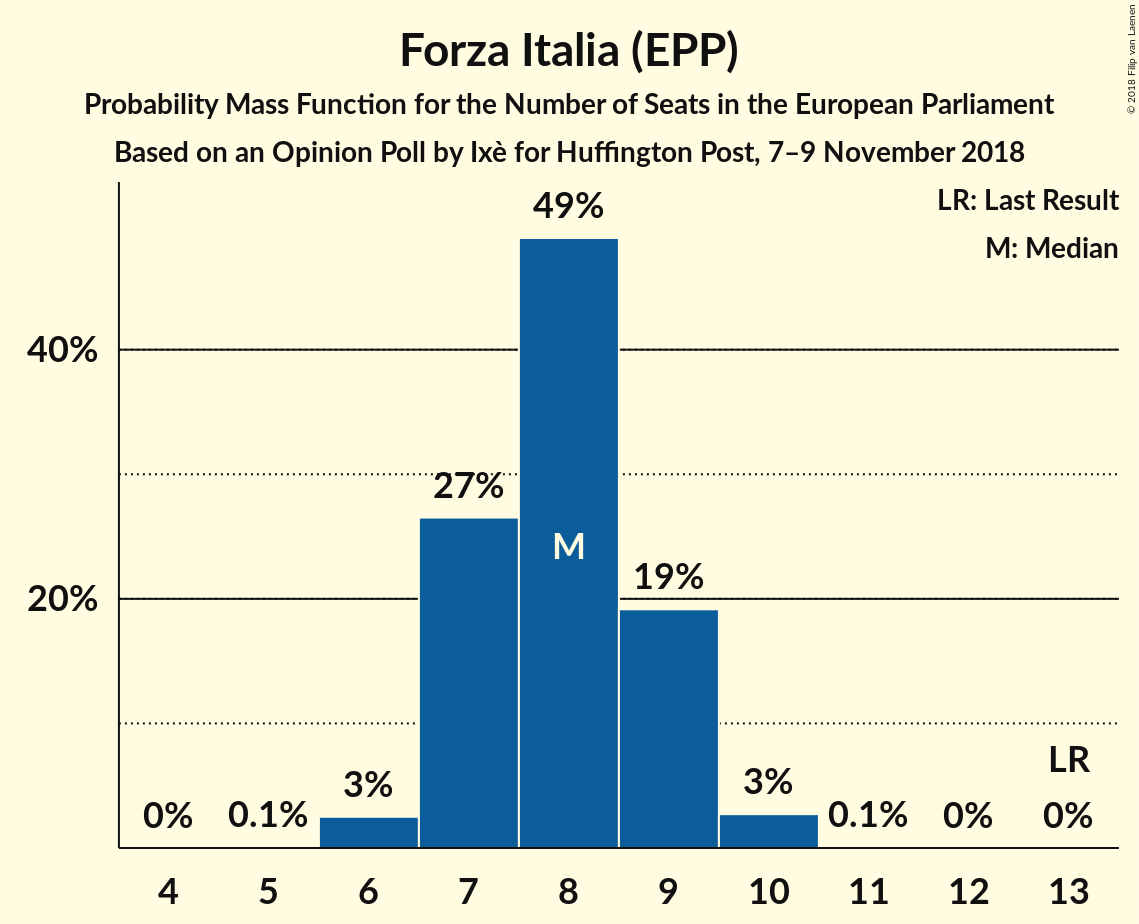 Forza Italia (EPP)
Probability Mass Function for the Number of Seats in the European Parliament
Based on an Opinion Poll by Ixè for Huffington Post, 7–9 November 2018
© 2018 Filip van Laenen
LR: Last Result
M: Median
49%
40%
27%
M
19%
20%
LR
3%
3%
0%
0.1%
0.1%
0%
0%
4 5 6 7 8 9 10 11 12 13